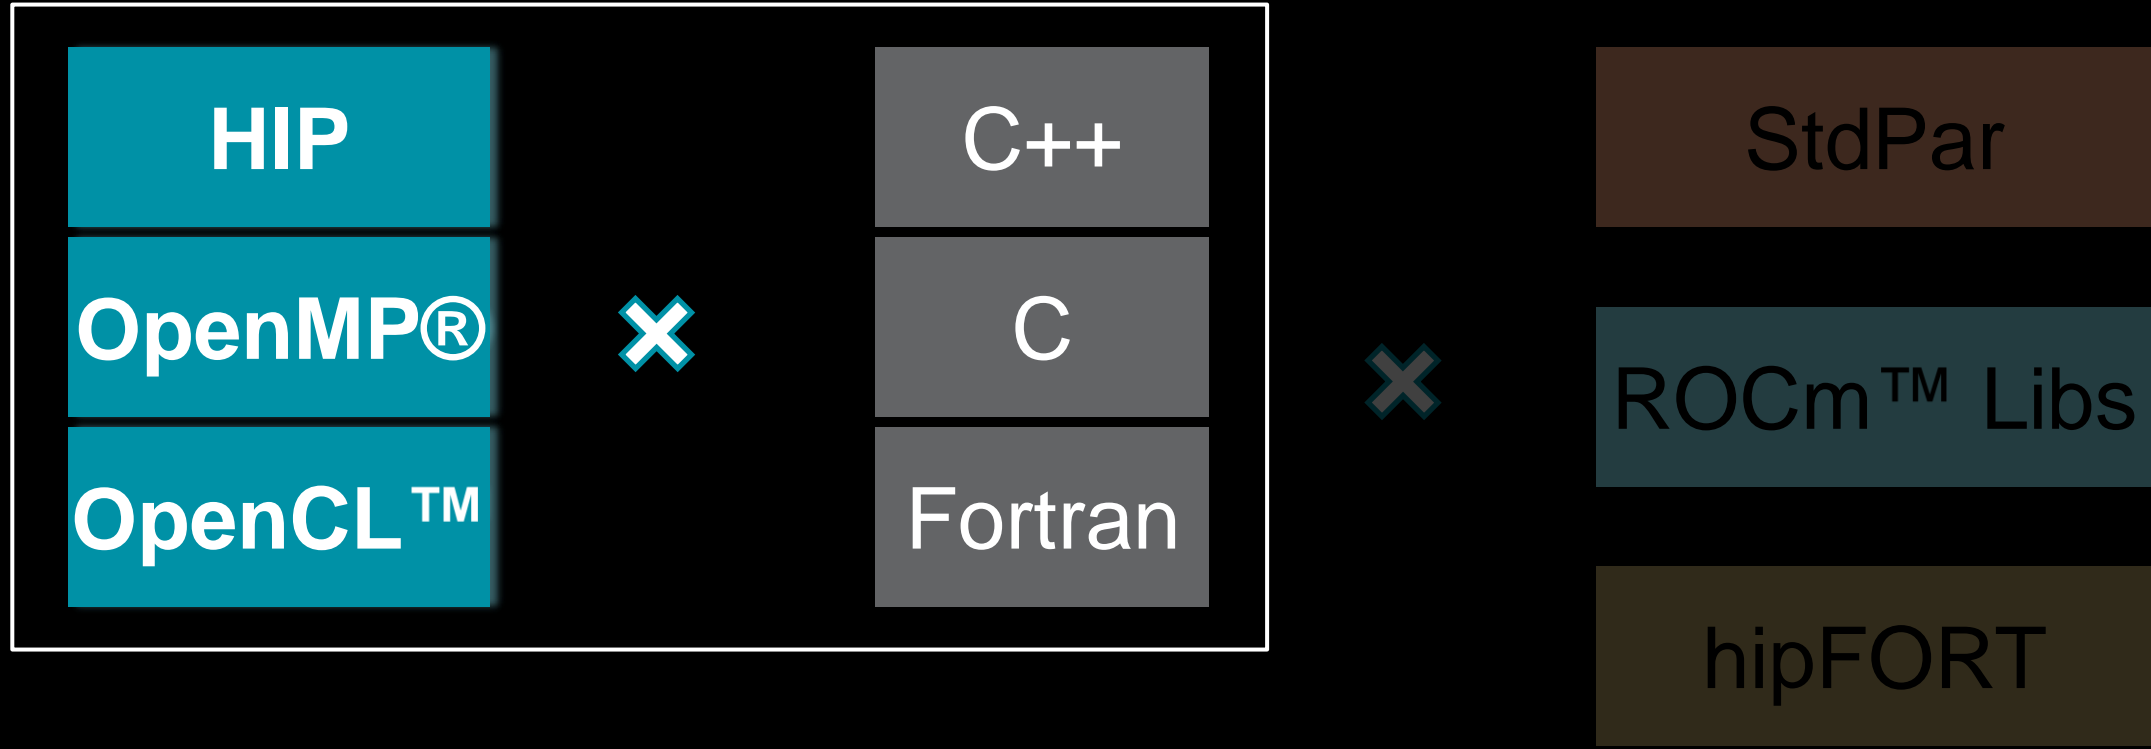 HIP
OpenMP®
OpenCL™
C++
C
Fortran
StdPar
ROCm™ Libs
hipFORT